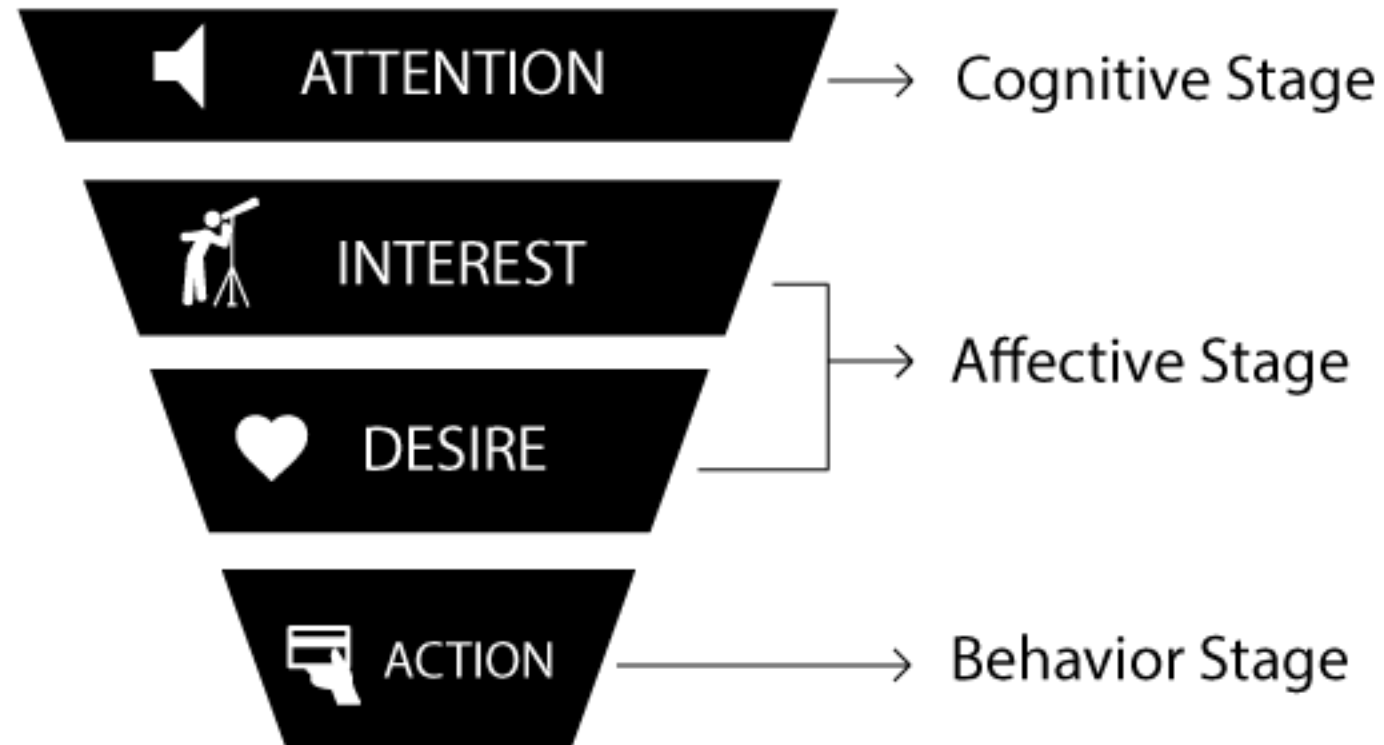 ATTENTION
Cognitive Stage
INTEREST
Affective Stage
DESIRE
ACTION
Behavior Stage